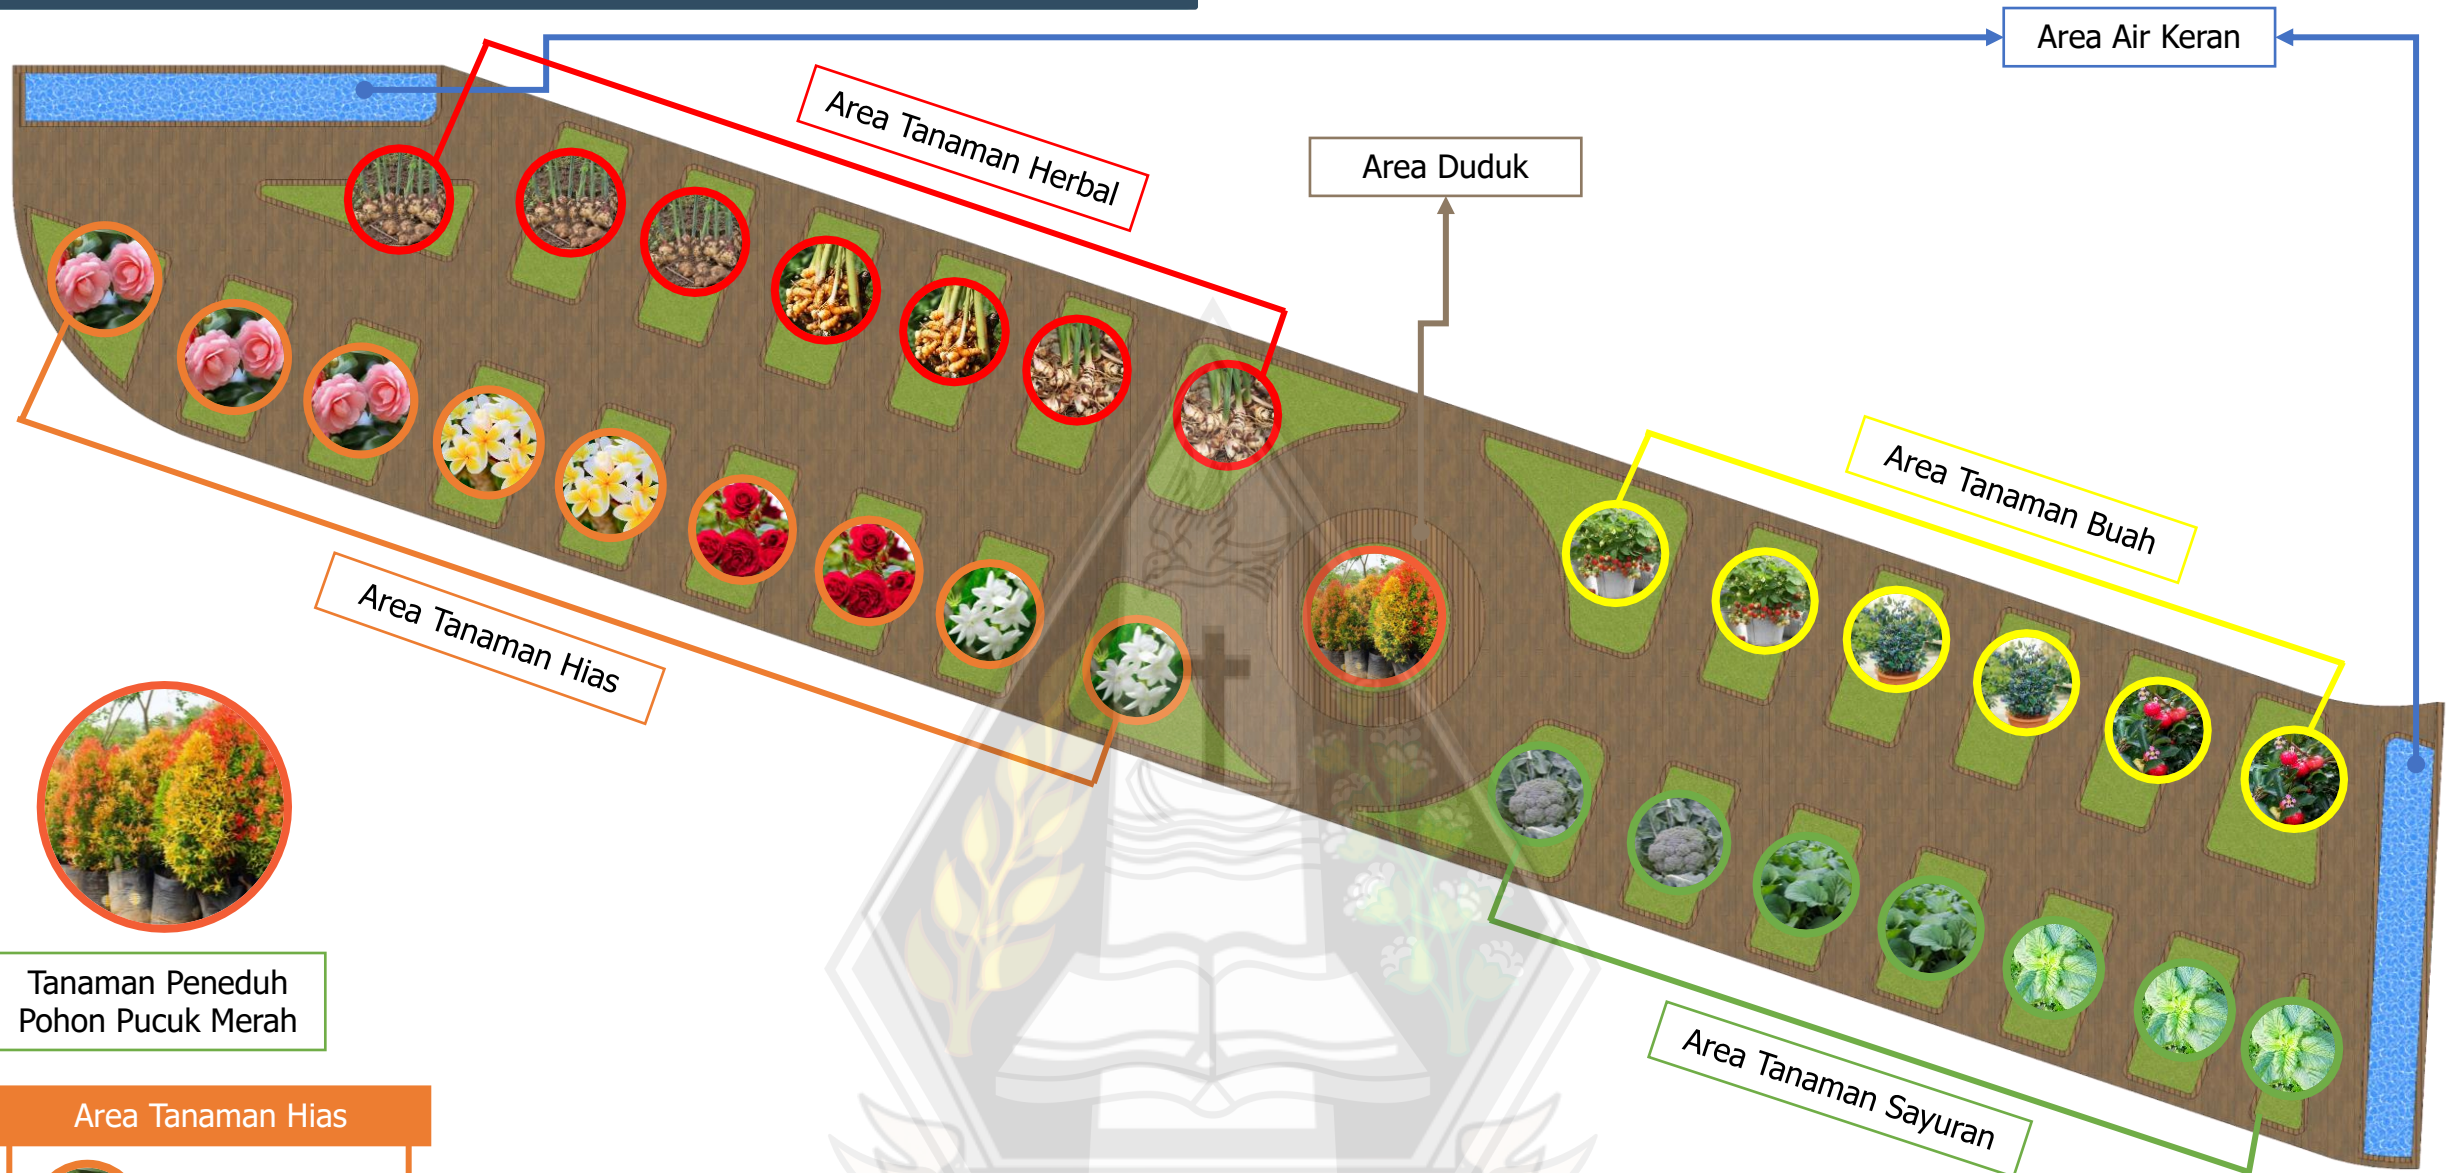 Area Air Keran
Area Tanaman Herbal
Area Duduk
Area Tanaman Buah
Area Tanaman Hias
Tanaman Peneduh
Pohon Pucuk Merah
Area Tanaman Sayuran
Area Tanaman Hias